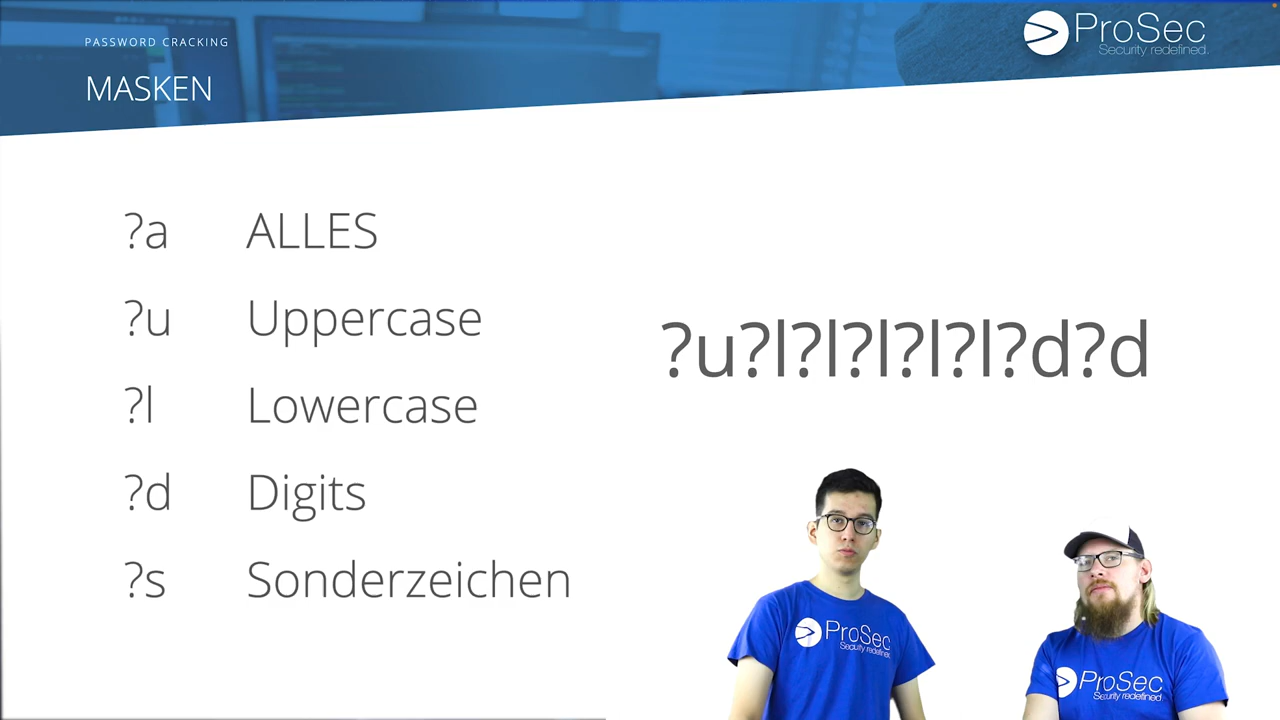 PASSWORD CRACKING
MASKEN
ProSec
Security redefined.
?a ALLES
?u Uppercase
?l Lowercase
?d Digits
?s Sonderzeichen
?u?l?l?l?l?l?d?d
ProSec
Security redefined.
ProSec
Security redefined.